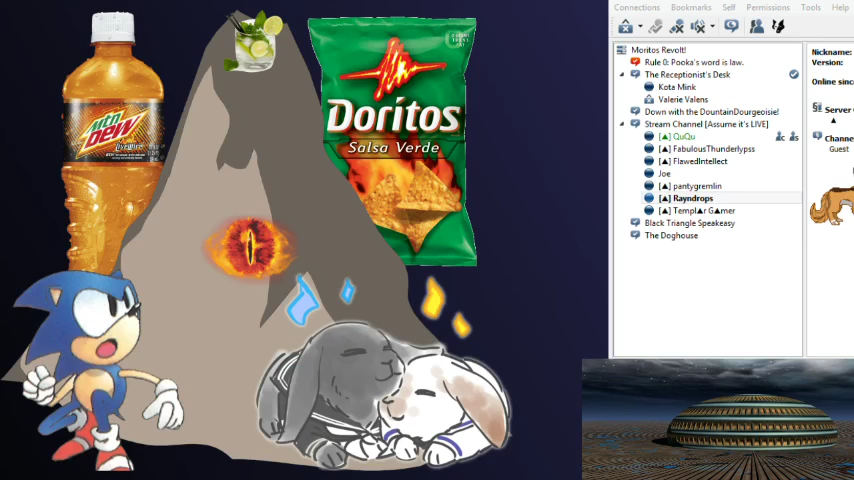 Mtn
DEW
LiveWire
Doritos
Salsa Verde
Connections Bookmarks Self Permissions Tools Help
Moritos Revolt!
Rule 0: Pooka's word is law.
The Receptionist's Desk
Kota Mink
Valerie Valens
Down with the DountainDourgeoisie!
Stream Channel [Assume it's LIVE]
[▲] QuQu
[▲] FabulousThunderlypss
[▲] FlawedIntellect
Joe
[▲] pantygremlin
[▲] Rayndrops
[▲] Templ▲r G▲mer
Black Triangle Speakeasy
The Doghouse
Nickname:
Version:
Online since
Server
▲
Channe
Guest